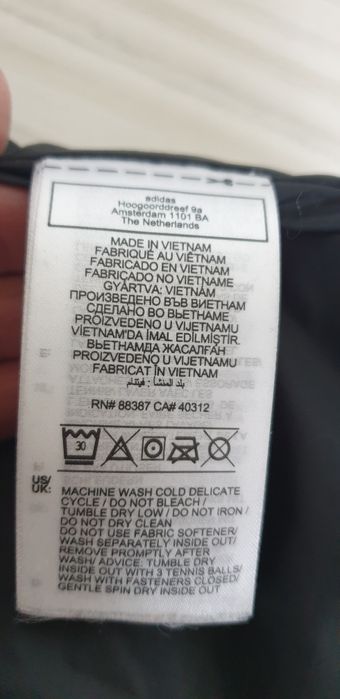 adidas
Hoogoorddreef 9a
Amsterdam 1101 BA
The Netherlands
MADE IN VIETNAM
FABRIQUÉ AU VIÊTNAM
FABRICADO EN VIETNAM
FABRICADO NO VIETNAME
GYÁRTVA: VIETNÁM
ПРОИЗВЕДЕНО ВЪВ ВИЕТНАМ
СДЕЛАНО ВО ВЬЕТНАМЕ
PROIZVEDENO U VIJETNAMU
VİETNAM'DA İMAL EDİLMİŞTİR.
ВЬЕТНАМДА ЖАСАЛҒАН
PROIZVEDENO U VIJETNAMU
FABRICAT ÎN VIETNAM
بلد المنشأ : فيتنام
RN# 88387 CA# 40312
30
US/
UK:
MACHINE WASH COLD DELICATE
CYCLE / DO NOT BLEACH /
TUMBLE DRY LOW / DO NOT IRON /
DO NOT DRY CLEAN
DO NOT USE FABRIC SOFTENER/
WASH SEPARATELY INSIDE OUT/
REMOVE PROMPTLY AFTER
WASH/ ADVICE: TUMBLE DRY
INSIDE OUT WITH 3 TENNIS BALLS/
WASH WITH FASTENERS CLOSED/
GENTLE SPIN DRY INSIDE OUT